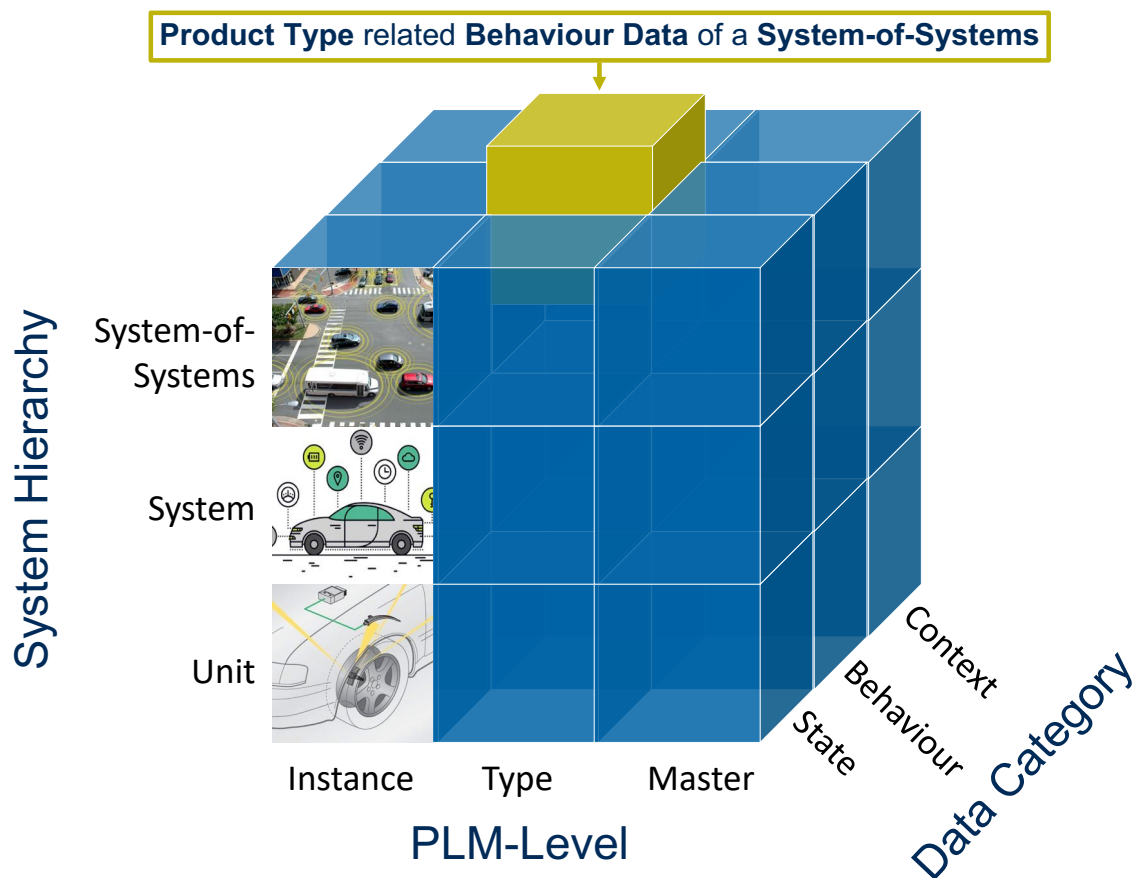 Product Type related Behaviour Data of a System-of-Systems
System Hierarchy
System-of-
Systems
System
Unit
Instance
Type
Master
PLM-Level
State
Behaviour
Context
Data Category